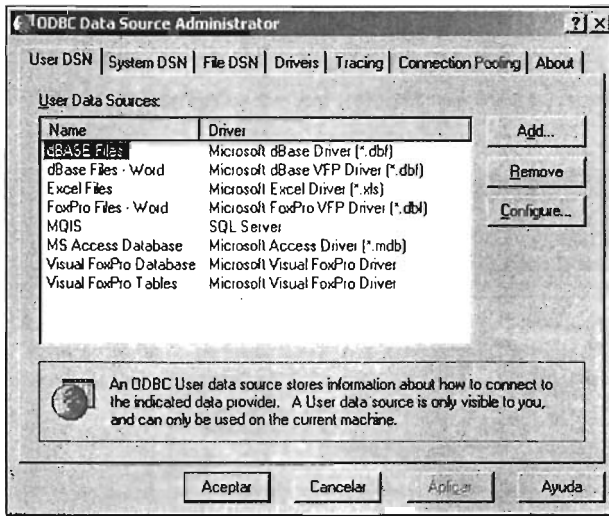 ODBC Data Source Administrator
User DSN System DSN File DSN Drivers Tracing Connection Pooling About
User Data Sources:
Name Driver
dBASE Files Microsoft dBase Driver (*.dbf)
dBase Files - Word Microsoft dBase VFP Driver (*.dbf)
Excel Files Microsoft Excel Driver (*.xls)
FoxPro Files - Word Microsoft FoxPro VFP Driver (*.dbf)
MQIS SQL Server
MS Access Database Microsoft Access Driver (*.mdb)
Visual FoxPro Database Microsoft Visual FoxPro Driver
Visual FoxPro Tables Microsoft Visual FoxPro Driver
Add...
Remove
Configure...
An ODBC User data source stores information about how to connect to
the indicated data provider. A User data source is only visible to you,
and can only be used on the current machine.
Aceptar Cancelar Aplicar Ayuda